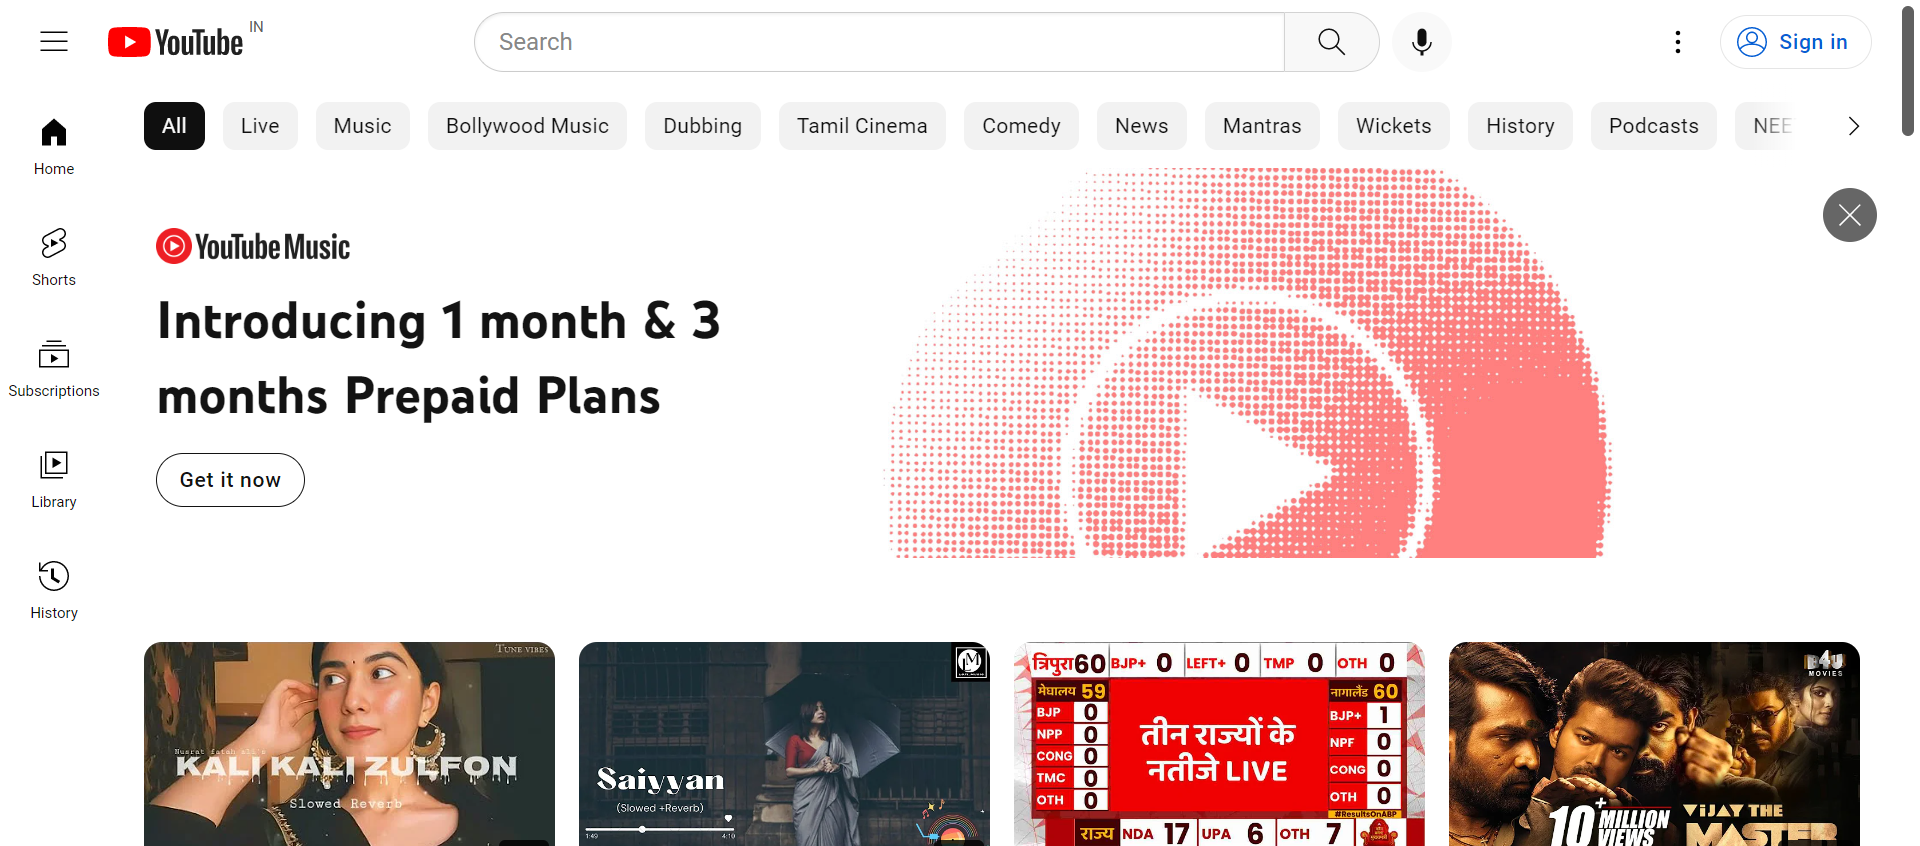 YouTube IN
Search
Sign in
All Live Music Bollywood Music Dubbing Tamil Cinema Comedy News Mantras Wickets History Podcasts NEE
Home
Shorts
Subscriptions
Library
History
YouTube Music
Introducing 1 month & 3
months Prepaid Plans
Get it now
TUNE VIBES
Nusrat fatah ali's
KALI KALI ZULFON
Slowed Reverb
Saiyyan
(Slowed +Reverb)
1:49 4:10
त्रिपुरा 60 BJP+ 0 LEFT+ 0 TMP 0 OTH 0
मेघालय 59
BJP 0
NPP 0
CONG 0
TMC 0
OTH 0
तीन राज्यों के
नतीजे LIVE
नागालैंड 60
BJP+ 1
NPF 0
CONG 0
OTH 0
#ResultsOnABP
राज्य NDA 17 UPA 6 OTH 7
B4U
MOVIES
10+ MILLION
VIEWS
VIJAY THE
MASTER